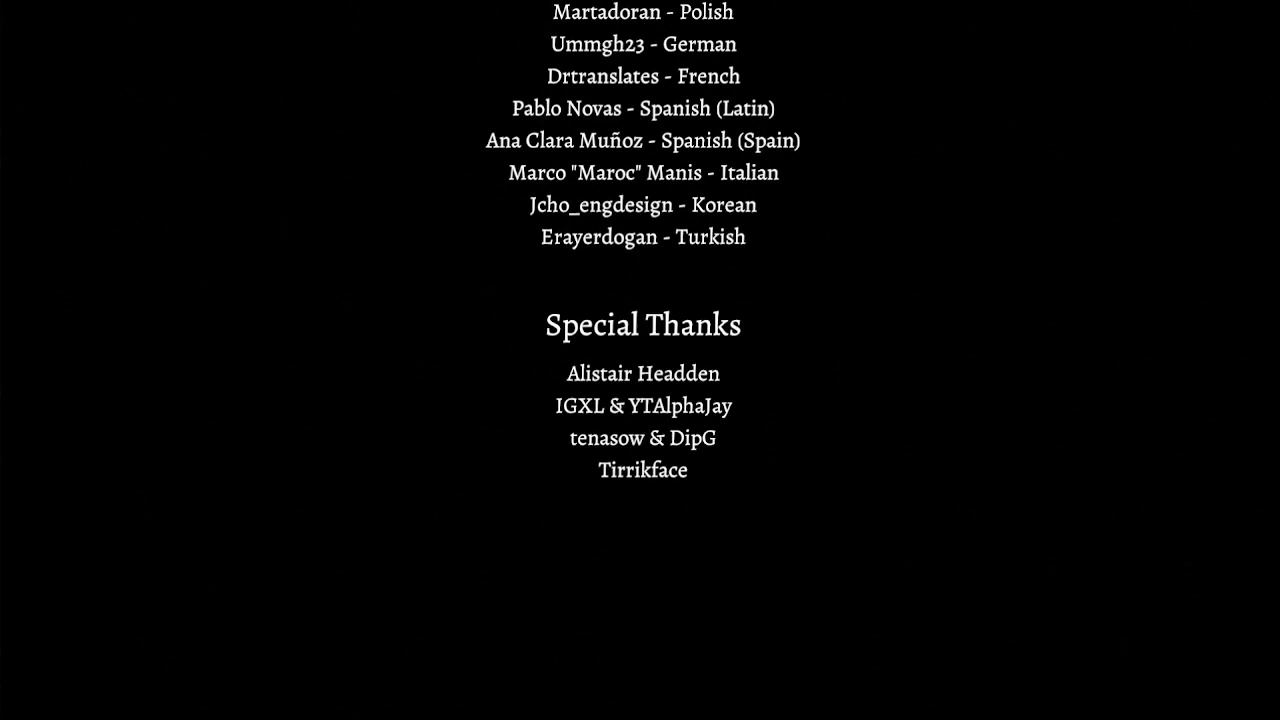 Martadoran - Polish
Ummgh23 - German
Drtranslates - French
Pablo Novas - Spanish (Latin)
Ana Clara Muñoz - Spanish (Spain)
Marco "Maroc" Manis - Italian
Jcho_engdesign - Korean
Erayerdogan - Turkish
Special Thanks
Alistair Headden
IGXL & YTAlphaJay
tenasow & DipG
Tirrikface